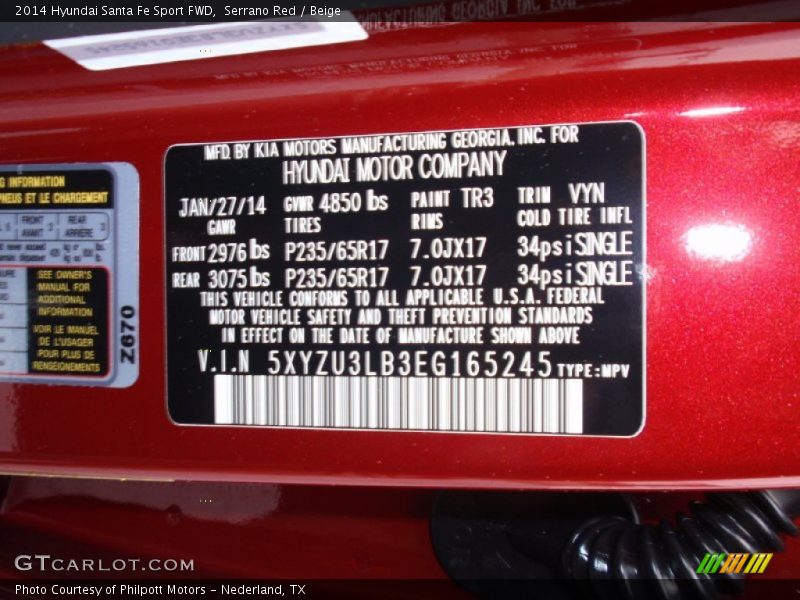 2014 Hyundai Santa Fe Sport FWD,  Serrano Red / Beige
MFD BY KIA MOTORS MANUFACTURING GEORGIA, INC. FOR
HYUNDAI MOTOR COMPANY
JAN/27/14 GVWR 4850 lbs PAINT TR3 TRIM VYN
GAWR TIRES RIMS COLD TIRE INFL
FRONT 2976 lbs P235/65R17 7.0JX17 34psi SINGLE
REAR 3075 lbs P235/65R17 7.0JX17 34psi SINGLE
THIS VEHICLE CONFORMS TO ALL APPLICABLE U.S.A. FEDERAL
MOTOR VEHICLE SAFETY AND THEFT PREVENTION STANDARDS
IN EFFECT ON THE DATE OF MANUFACTURE SHOWN ABOVE
V.I.N 5XYZU3LB3EG165245 TYPE:MPV
G INFORMATION
PNEUS ET LE CHARGEMENT
FRONT 2 REAR 3
AVANT ARRIÈRE
SEE OWNER'S
MANUAL FOR
ADDITIONAL
INFORMATION
VOIR LE MANUEL
DE L'USAGER
POUR PLUS DE
RENSEIGNEMENTS
Z670
GTCARLOT.COM
Photo Courtesy of Philpott Motors – Nederland, TX